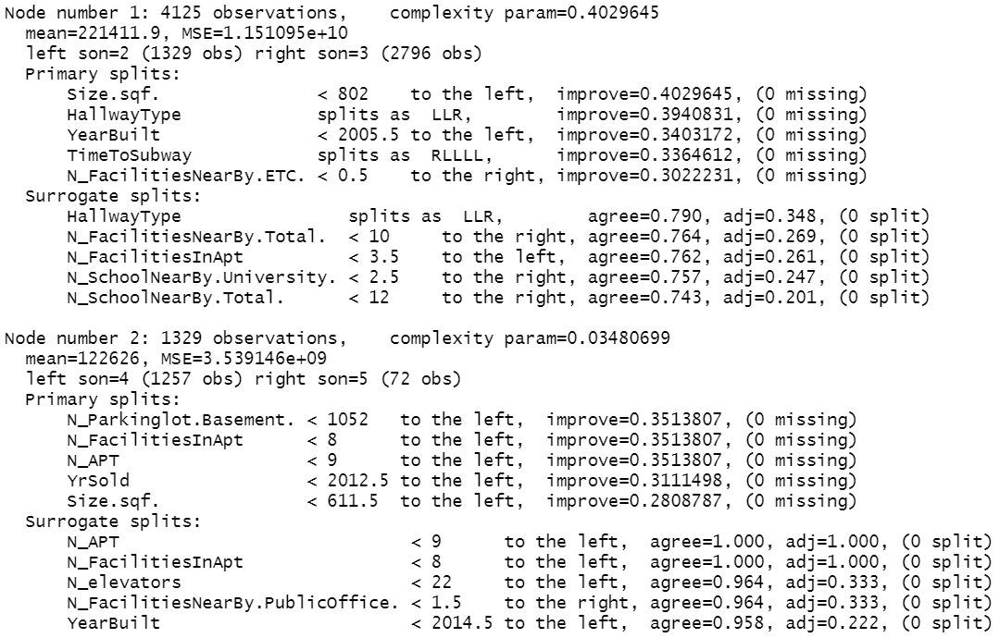 Node number 1: 4125 observations,    complexity param=0.4029645
  mean=221411.9, MSE=1.151095e+10
  left son=2 (1329 obs) right son=3 (2796 obs)
  Primary splits:
      Size.sqf.              < 802    to the left,  improve=0.4029645, (0 missing)
      HallwayType            splits as  LLR,        improve=0.3940831, (0 missing)
      YearBuilt              < 2005.5 to the left,  improve=0.3403172, (0 missing)
      TimeToSubway           splits as  RLLLL,      improve=0.3364612, (0 missing)
      N_FacilitiesNearBy.ETC. < 0.5    to the right, improve=0.3022231, (0 missing)
  Surrogate splits:
      HallwayType                splits as  LLR,        agree=0.790, adj=0.348, (0 split)
      N_FacilitiesNearBy.Total.  < 10     to the right, agree=0.764, adj=0.269, (0 split)
      N_FacilitiesInApt          < 3.5    to the left,  agree=0.762, adj=0.261, (0 split)
      N_SchoolNearBy.University. < 2.5    to the right, agree=0.757, adj=0.247, (0 split)
      N_SchoolNearBy.Total.      < 12     to the right, agree=0.743, adj=0.201, (0 split)

Node number 2: 1329 observations,    complexity param=0.03480699
  mean=122626, MSE=3.539146e+09
  left son=4 (1257 obs) right son=5 (72 obs)
  Primary splits:
      N_Parkinglot.Basement. < 1052   to the left,  improve=0.3513807, (0 missing)
      N_FacilitiesInApt      < 8      to the left,  improve=0.3513807, (0 missing)
      N_APT                  < 9      to the left,  improve=0.3513807, (0 missing)
      YrSold                 < 2012.5 to the left,  improve=0.3111498, (0 missing)
      Size.sqf.              < 611.5  to the left,  improve=0.2808787, (0 missing)
  Surrogate splits:
      N_APT                            < 9      to the left,  agree=1.000, adj=1.000, (0 split)
      N_FacilitiesInApt                < 8      to the left,  agree=1.000, adj=1.000, (0 split)
      N_elevators                      < 22     to the left,  agree=0.964, adj=0.333, (0 split)
      N_FacilitiesNearBy.PublicOffice. < 1.5    to the right, agree=0.964, adj=0.333, (0 split)
      YearBuilt                        < 2014.5 to the left,  agree=0.958, adj=0.222, (0 split)